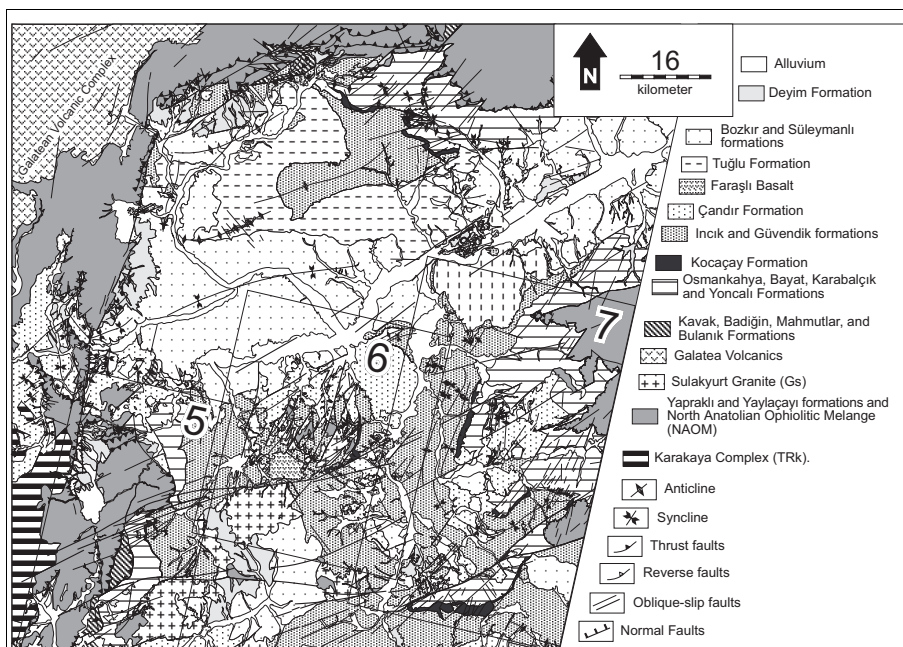 Galatean Volcanic Complex
N
16
kilometer
5
6
7
Alluvium
Deyim Formation
Bozkır und Süleymanlı
formations
Tuğlu Formation
Faraşlı Basalt
Çandır Formation
Incık and Güvendik formations
Kocaçay Formation
Osmankahya, Bayat, Karabalçık
and Yoncalı Formations
Kavak, Badiğin, Mahmutlar, and
Bulanık Formations
Galatea Volcanics
Sulakyurt Granite (Gs)
Yapraklı and Yaylaçayı formations and
North Anatolian Ophiolitic Melange
(NAOM)
Karakaya Complex (TRk).
Anticline
Syncline
Thrust faults
Reverse faults
Oblique-slip faults
Normal Faults